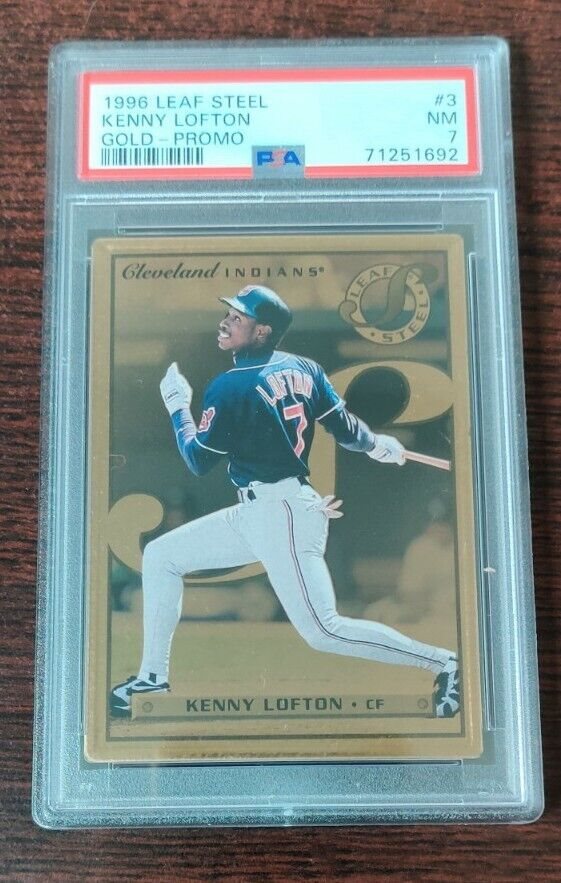 1996 LEAF STEEL #3
KENNY LOFTON NM
GOLD - PROMO 7
PSA 71251692
Cleveland INDIANS®
LEAF
S
STEEL
LOFTON
7
KENNY LOFTON • CF